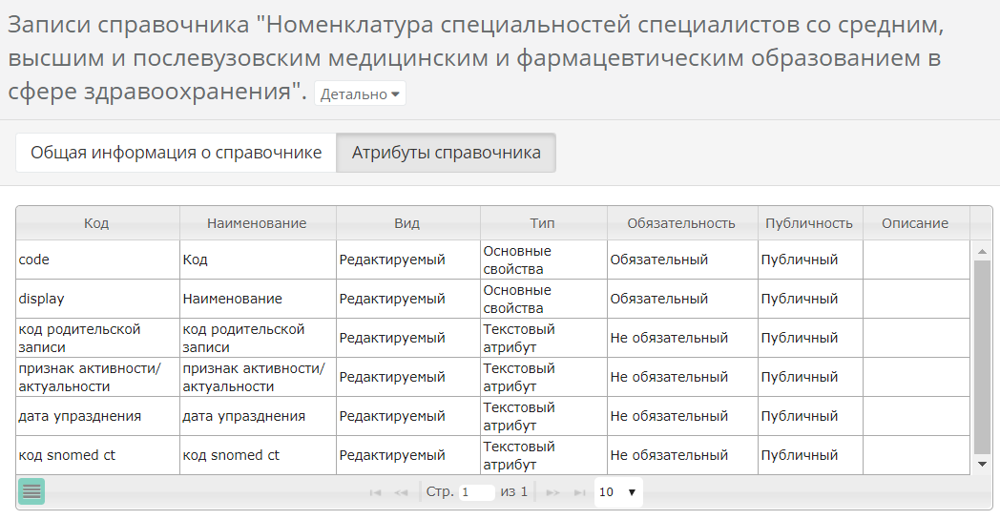 Записи справочника "Номенклатура специальностей специалистов со средним,
высшим и послевузовским медицинским и фармацевтическим образованием в
сфере здравоохранения". Детально
Общая информация о справочнике Атрибуты справочника
Код Наименование Вид Тип Обязательность Публичность Описание
code Код Редактируемый Основные свойства Обязательный Публичный
display Наименование Редактируемый Основные свойства Обязательный Публичный
код родительской записи код родительской записи Редактируемый Текстовый атрибут Не обязательный Публичный
признак активности/актуальности признак активности/актуальности Редактируемый Текстовый атрибут Не обязательный Публичный
дата упразднения дата упразднения Редактируемый Текстовый атрибут Не обязательный Публичный
код snomed ct код snomed ct Редактируемый Текстовый атрибут Не обязательный Публичный
Стр. 1 из 1 10